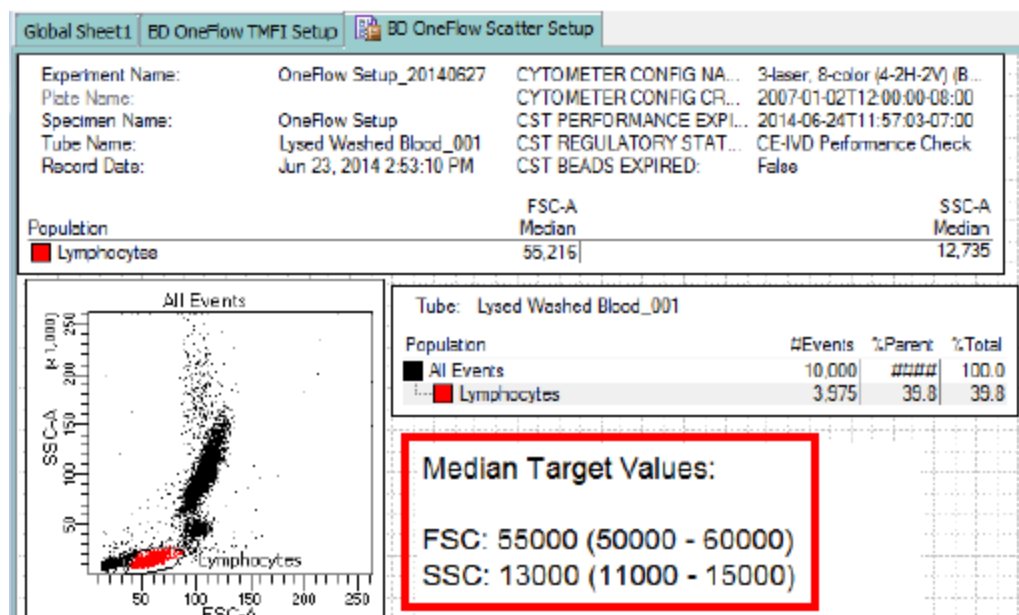 Global Sheet1 BD OneFlow TMFI Setup BD OneFlow Scatter Setup
Experiment Name: OneFlow Setup_20140627 CYTOMETER CONFIG NA... 3-laser, 8-color (4-2H-2V) (B...
Plate Name: CYTOMETER CONFIG CR... 2007-01-02T12:00:00-08:00
Specimen Name: OneFlow Setup CST PERFORMANCE EXPI... 2014-06-24T11:57:03-07:00
Tube Name: Lysed Washed Blood_001 CST REGULATORY STAT... CE-IVD Performance Check
Record Date: Jun 23, 2014 2:53:10 PM CST BEADS EXPIRED: False
FSC-A SSC-A
Population Median Median
Lymphocytes 55,216 12,735
All Events
(x 1,000)
250
200
150
100
50
SSC-A
Lymphocytes
50 100 150 200 250
FSC-A
Tube: Lysed Washed Blood_001
Population #Events %Parent %Total
All Events 10,000 #### 100.0
Lymphocytes 3,975 39.8 39.8
Median Target Values:
FSC: 55000 (50000 - 60000)
SSC: 13000 (11000 - 15000)